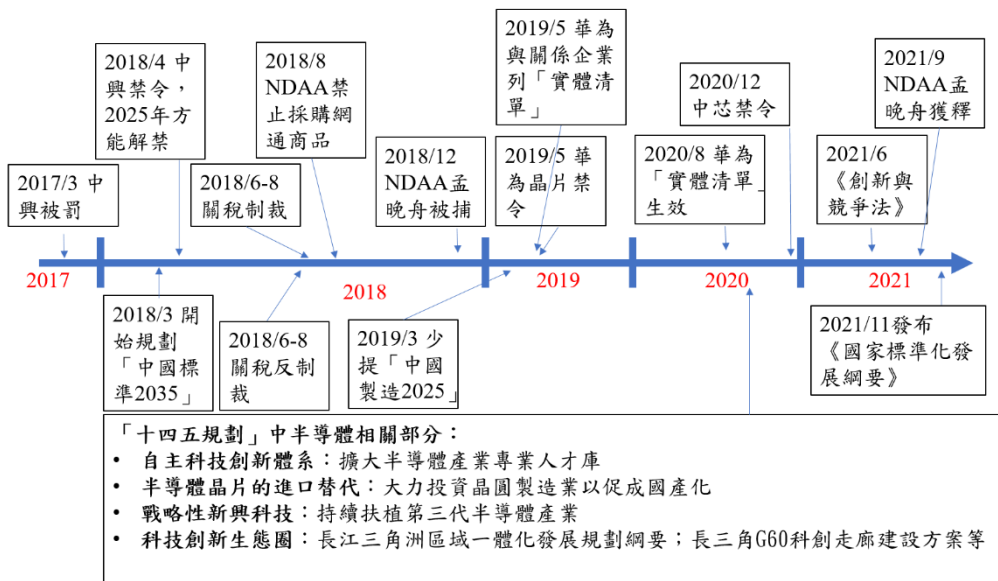 2017/3 中
興被罰
2018/4 中
興禁令，
2025年方
能解禁
2018/6-8
關稅制裁
2018/8
NDAA禁
止採購網
通商品
2018/12
NDAA孟
晚舟被捕
2019/5 華為
與關係企業
列「實體清
單」
2019/5 華
為晶片禁
令
2020/8 華為
「實體清單」
生效
2020/12
中芯禁令
2021/6
《創新與
競爭法》
2021/9
NDAA孟
晚舟獲釋
2017
2018
2019
2020
2021
2018/3 開
始規劃
「中國標
準2035」
2018/6-8
關稅反制
裁
2019/3 少
提「中國
製造2025」
2021/11發布
《國家標準化發
展綱要》
「十四五規劃」中半導體相關部分：
• 自主科技創新體系：擴大半導體產業專業人才庫
• 半導體晶片的進口替代：大力投資晶圓製造業以促成國產化
• 戰略性新興科技：持續扶植第三代半導體產業
• 科技創新生態圈：長江三角洲區域一體化發展規劃綱要；長三角G60科創走廊建設方案等